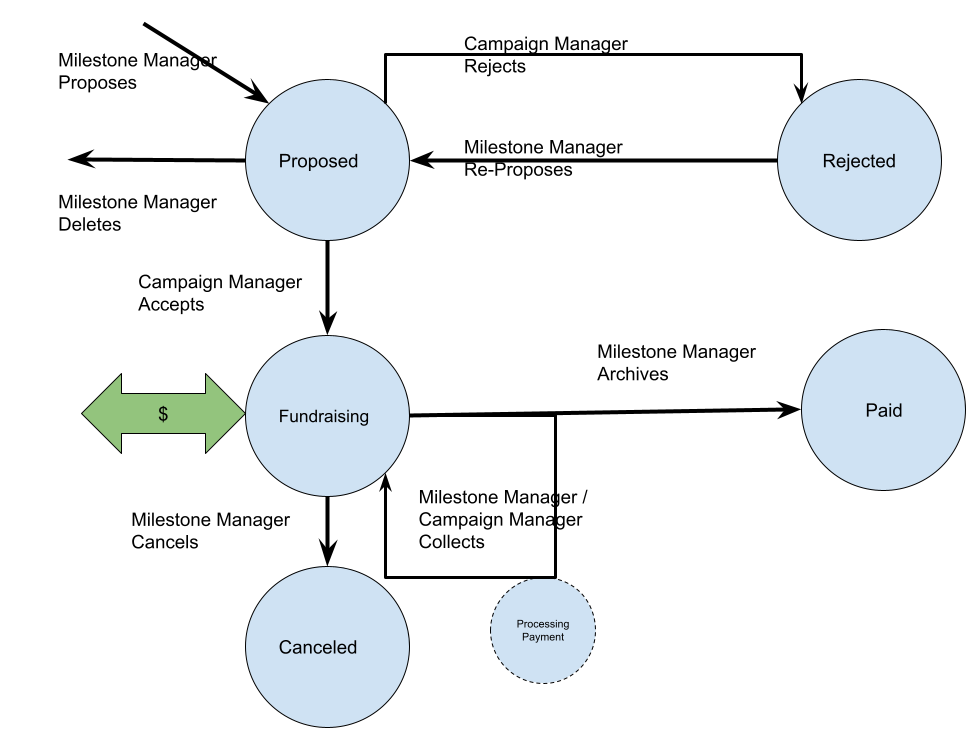 Campaign Manager
Rejects
Milestone Manager
Proposes
Milestone Manager
Re-Proposes
Proposed
Rejected
Milestone Manager
Deletes
Campaign Manager
Accepts
Milestone Manager
Archives
$
Fundraising
Paid
Milestone Manager /
Campaign Manager
Collects
Milestone Manager
Cancels
Processing
Payment
Canceled